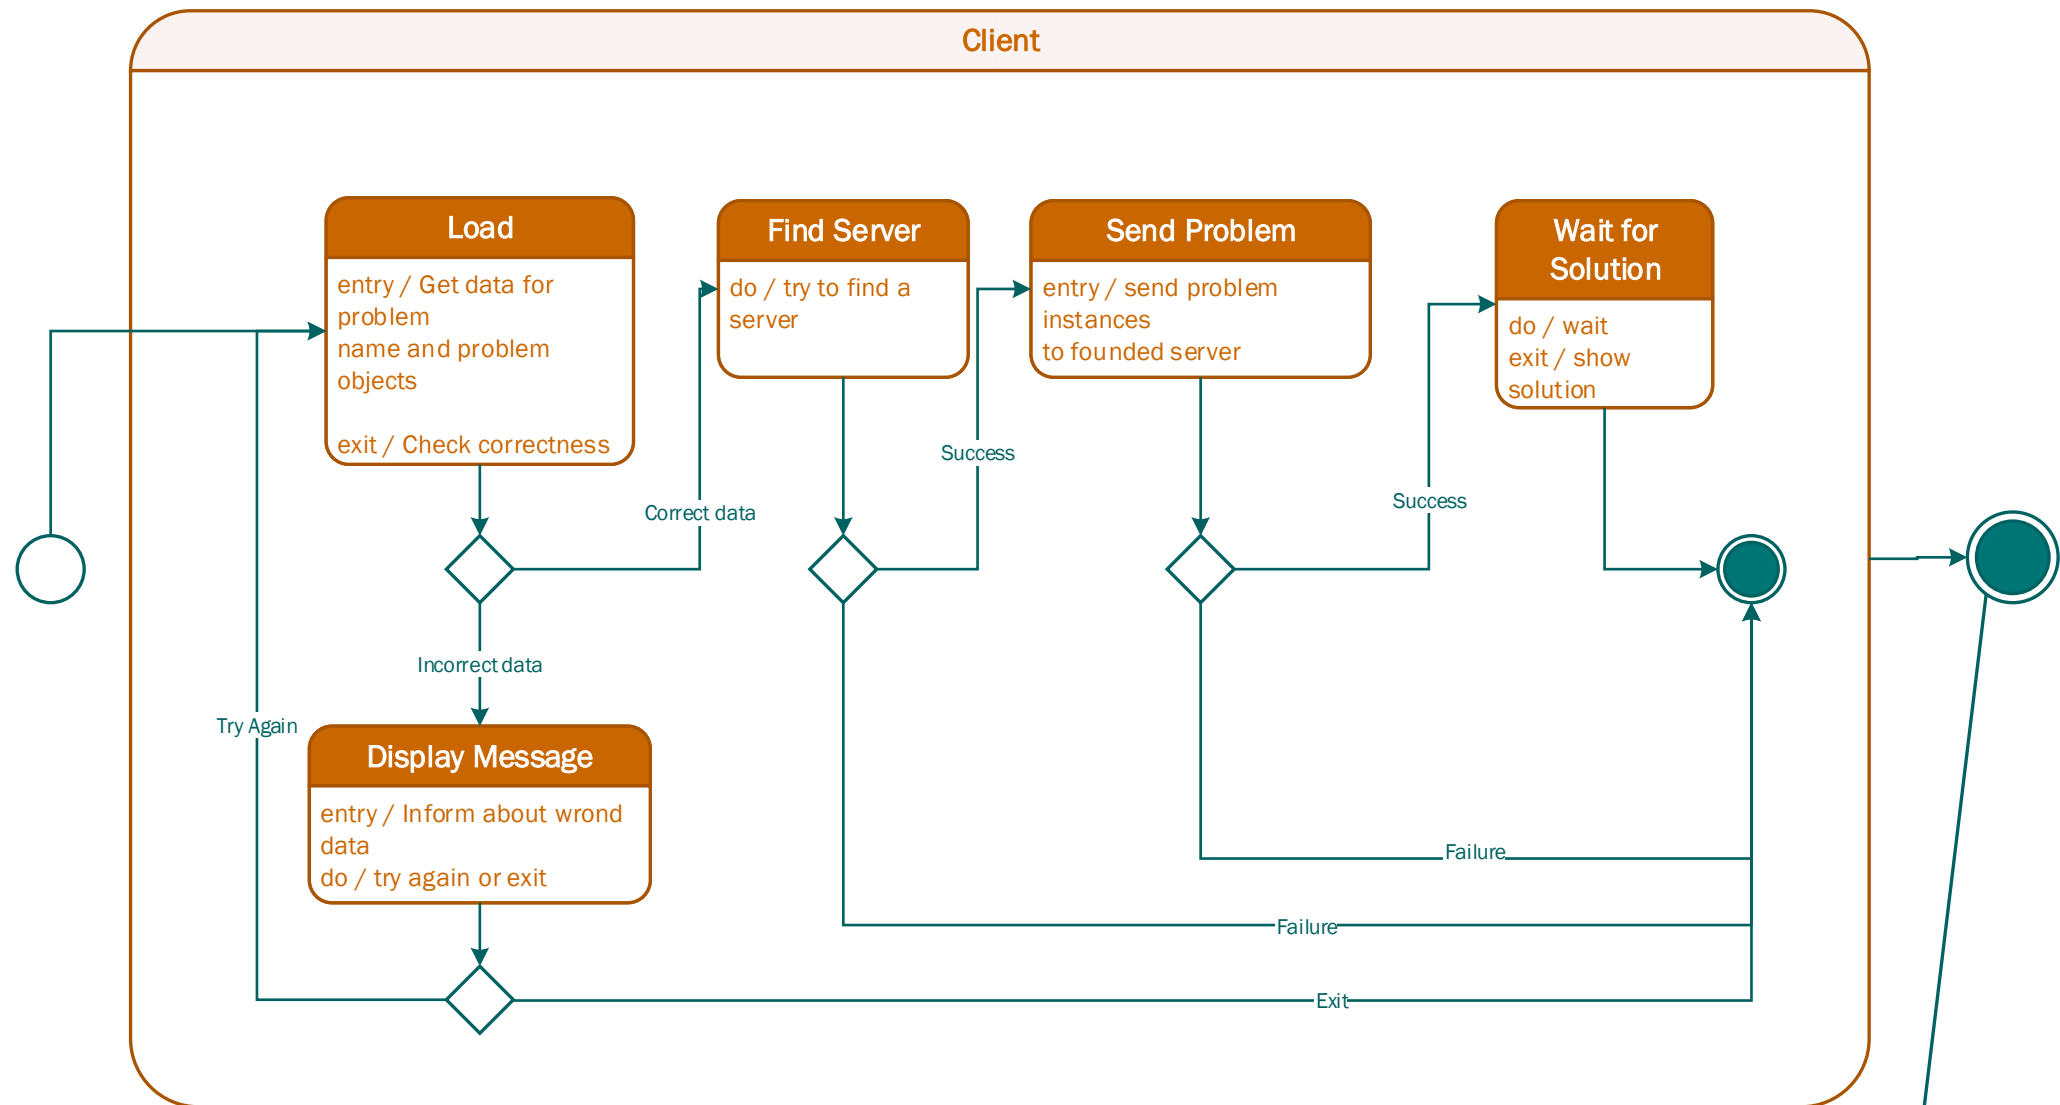 Client
Load
entry / Get data for
problem
name and problem
objects
exit / Check correctness
Find Server
do / try to find a
server
Send Problem
entry / send problem
instances
to founded server
Wait for
Solution
do / wait
exit / show
solution
Success
Success
Correct data
Incorrect data
Try Again
Display Message
entry / Inform about wrond
data
do / try again or exit
Failure
Failure
Exit